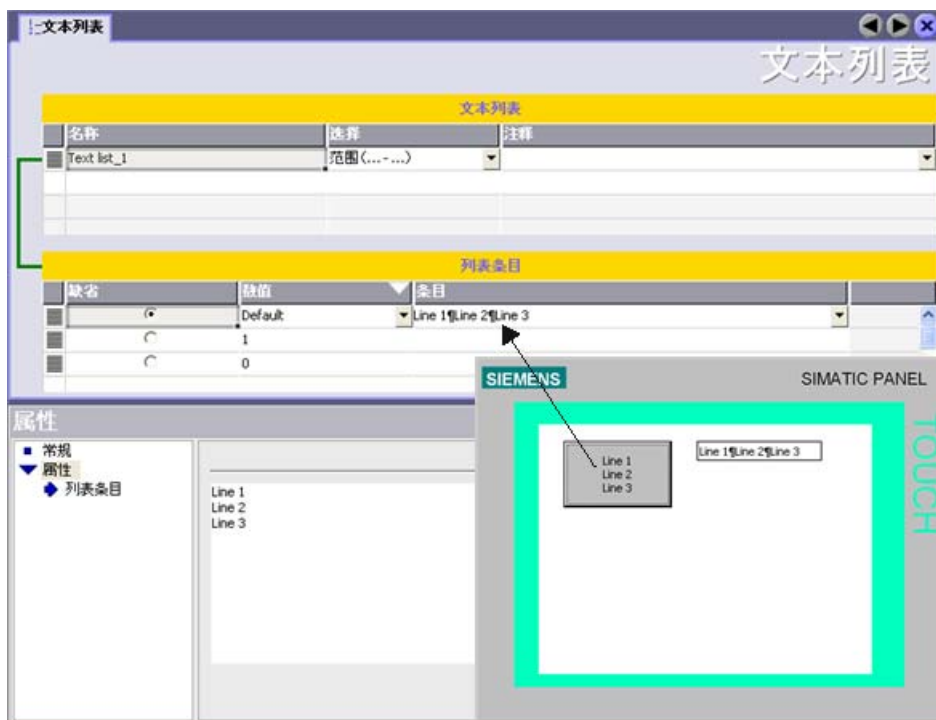 文本列表
文本列表
文本列表
名称 选择 注释
Text list_1 范围(...-...)
列表条目
缺省 数值 条目
Default Line 1¶Line 2¶Line 3
1
0
SIEMENS SIMATIC PANEL
TOUCH
Line 1
Line 2
Line 3
Line 1¶Line 2¶Line 3
属性
常规
属性
列表条目
Line 1
Line 2
Line 3